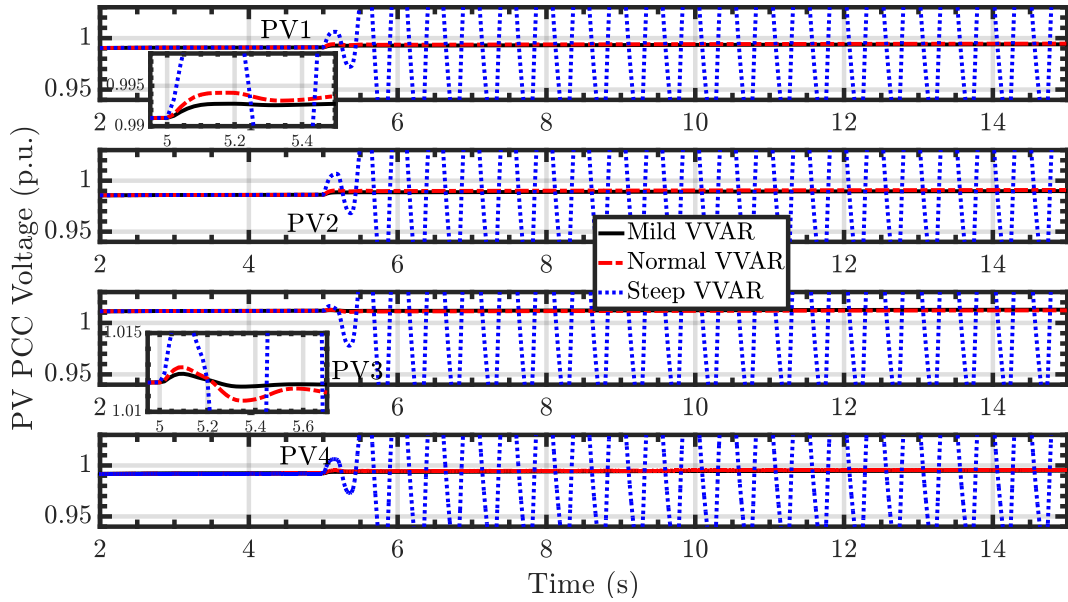 PV PCC Voltage (p.u.)
PV1
1
0.95
0.995
0.99
5 5.2 5.4
2 4 6 8 10 12 14
1
PV2
0.95
2 4 6 8 10 12 14
Mild VVAR
Normal VVAR
Steep VVAR
1
1.015
PV3
0.95
1.01
5 5.2 5.4 5.6
2 4 6 8 10 12 14
PV4
1
0.95
2 4 6 8 10 12 14
Time (s)